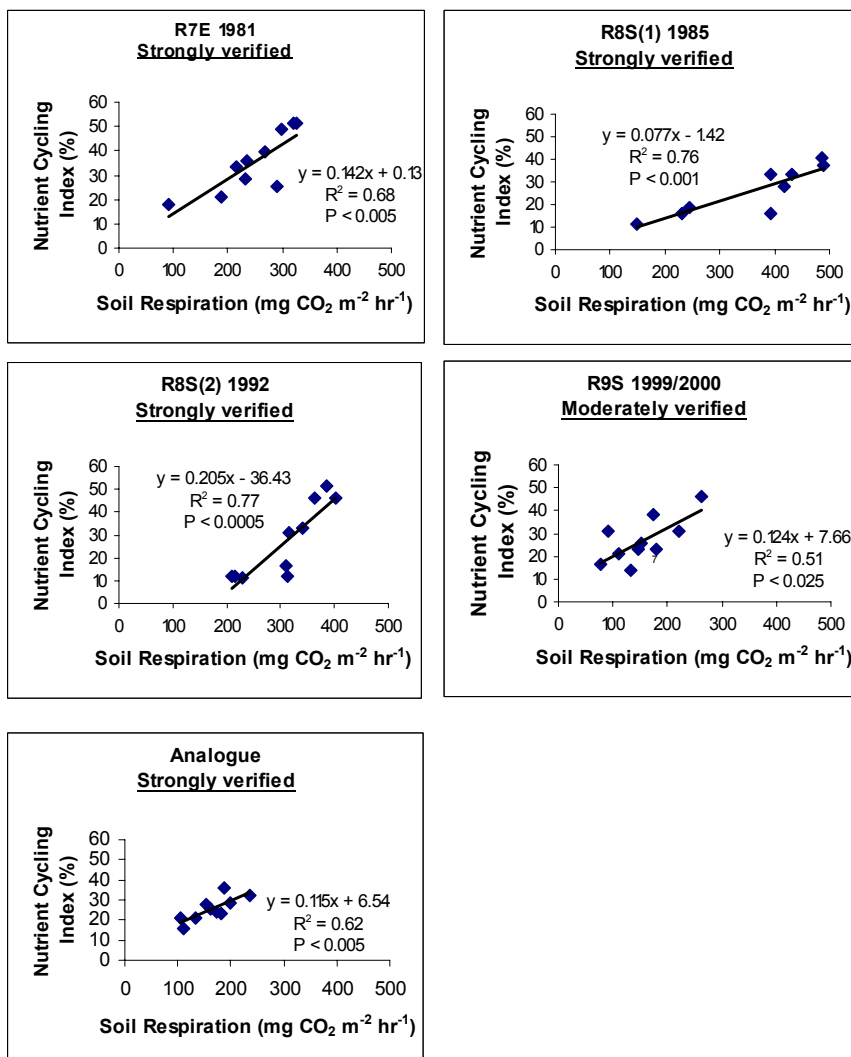 R7E 1981
Strongly verified
Nutrient Cycling
Index (%)
60
50
40
30
20
10
0
y = 0.142x + 0.13
R² = 0.68
P < 0.005
0 100 200 300 400 500
Soil Respiration (mg CO₂ m⁻² hr⁻¹)
R8S(1) 1985
Strongly verified
Nutrient Cycling
Index (%)
60
50
40
30
20
10
0
y = 0.077x - 1.42
R² = 0.76
P < 0.001
0 100 200 300 400 500
Soil Respiration (mg CO₂ m⁻² hr⁻¹)
R8S(2) 1992
Strongly verified
Nutrient Cycling
Index (%)
60
50
40
30
20
10
0
y = 0.205x - 36.43
R² = 0.77
P < 0.0005
0 100 200 300 400 500
Soil Respiration (mg CO₂ m⁻² hr⁻¹)
R9S 1999/2000
Moderately verified
Nutrient Cycling
Index (%)
60
50
40
30
20
10
0
y = 0.124x + 7.66
R² = 0.51
P < 0.025
7
0 100 200 300 400 500
Soil Respiration (mg CO₂ m⁻² hr⁻¹)
Analogue
Strongly verified
Nutrient Cycling
Index (%)
60
50
40
30
20
10
0
y = 0.115x + 6.54
R² = 0.62
P < 0.005
0 100 200 300 400 500
Soil Respiration (mg CO₂ m⁻² hr⁻¹)